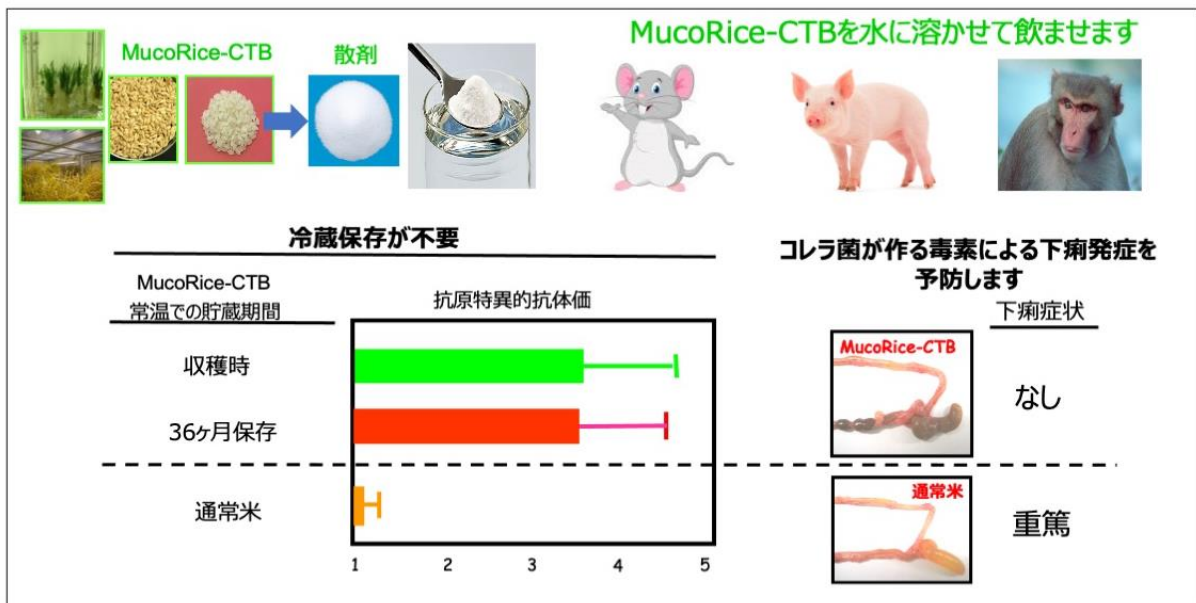 MucoRice-CTB
散剤
MucoRice-CTBを水に溶かせて飲ませます
冷蔵保存が不要
MucoRice-CTB
常温での貯蔵期間
抗原特異的抗体価
収穫時
36ヶ月保存
通常米
1 2 3 4 5
コレラ菌が作る毒素による下痢発症を
予防します
下痢症状
MucoRice-CTB
なし
通常米
重篤